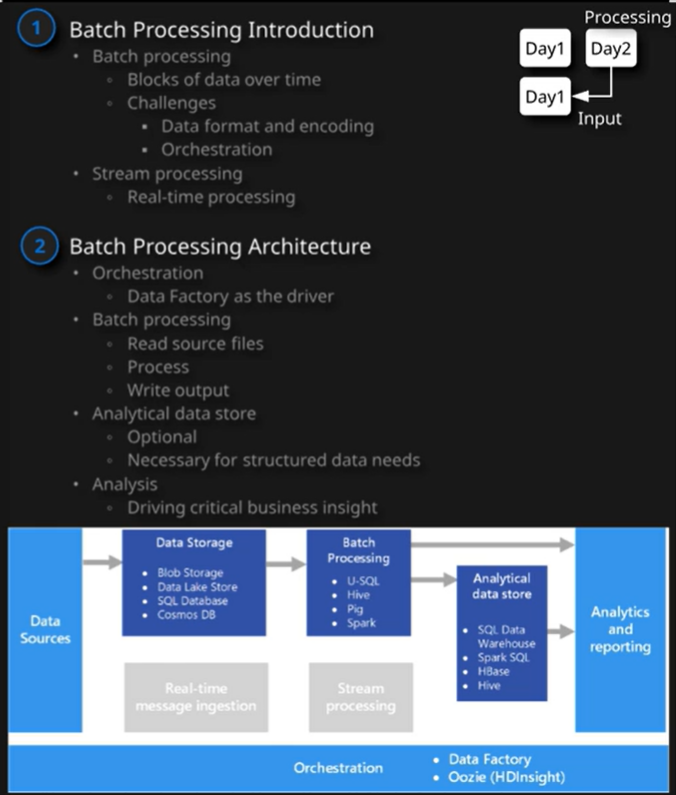 1 Batch Processing Introduction
• Batch processing
◦ Blocks of data over time
◦ Challenges
▪ Data format and encoding
▪ Orchestration
• Stream processing
◦ Real-time processing
Processing
Day1 Day2
Day1
Input
2 Batch Processing Architecture
• Orchestration
◦ Data Factory as the driver
• Batch processing
◦ Read source files
◦ Process
◦ Write output
• Analytical data store
◦ Optional
◦ Necessary for structured data needs
• Analysis
◦ Driving critical business insight
Data
Sources
Data Storage
• Blob Storage
• Data Lake Store
• SQL Database
• Cosmos DB
Real-time
message ingestion
Batch
Processing
• U-SQL
• Hive
• Pig
• Spark
Stream
processing
Analytical
data store
• SQL Data
Warehouse
• Spark SQL
• HBase
• Hive
Analytics
and
reporting
Orchestration
• Data Factory
• Oozie (HDInsight)